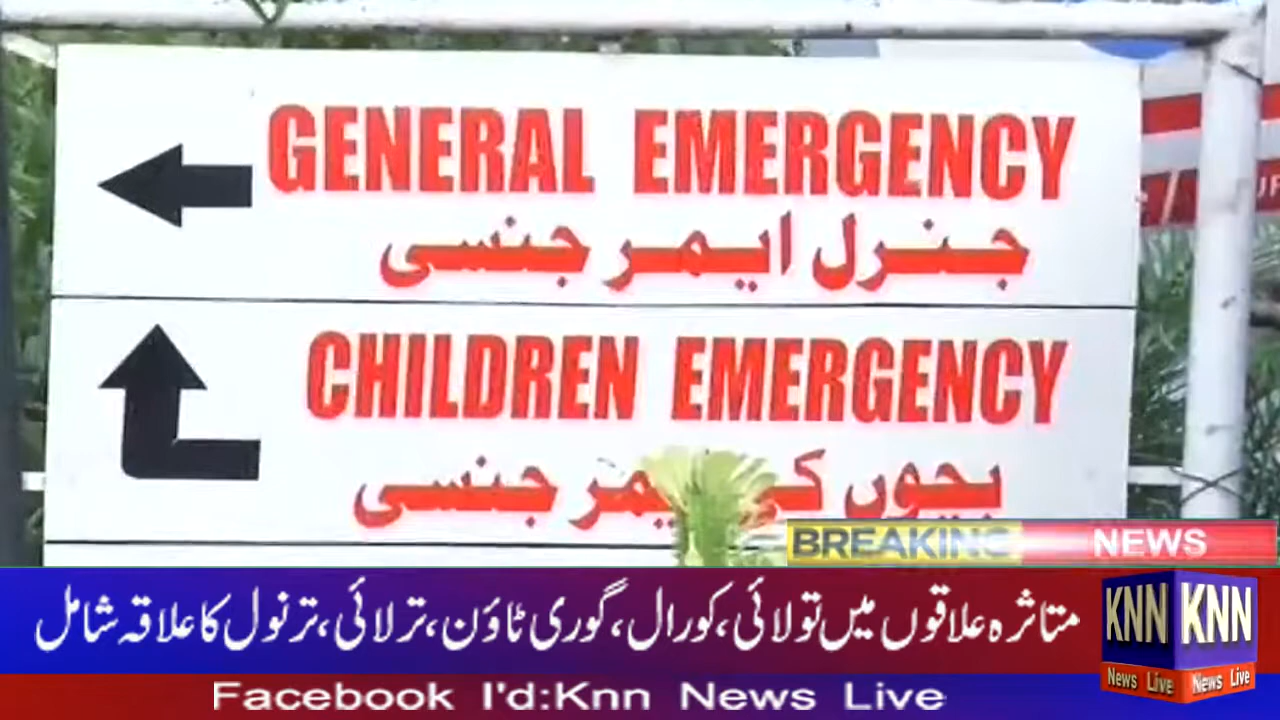 GENERAL EMERGENCY
جنرل ایمرجنسی
CHILDREN EMERGENCY
بچوں کی ایمرجنسی
BREAKING NEWS
متاثرہ علاقوں میں تولائی، کورال، گوری ٹاؤن، ترلائی، ترنول کا علاقہ شامل
KNN KNN
News Live News Live
Facebook I'd:Knn News Live